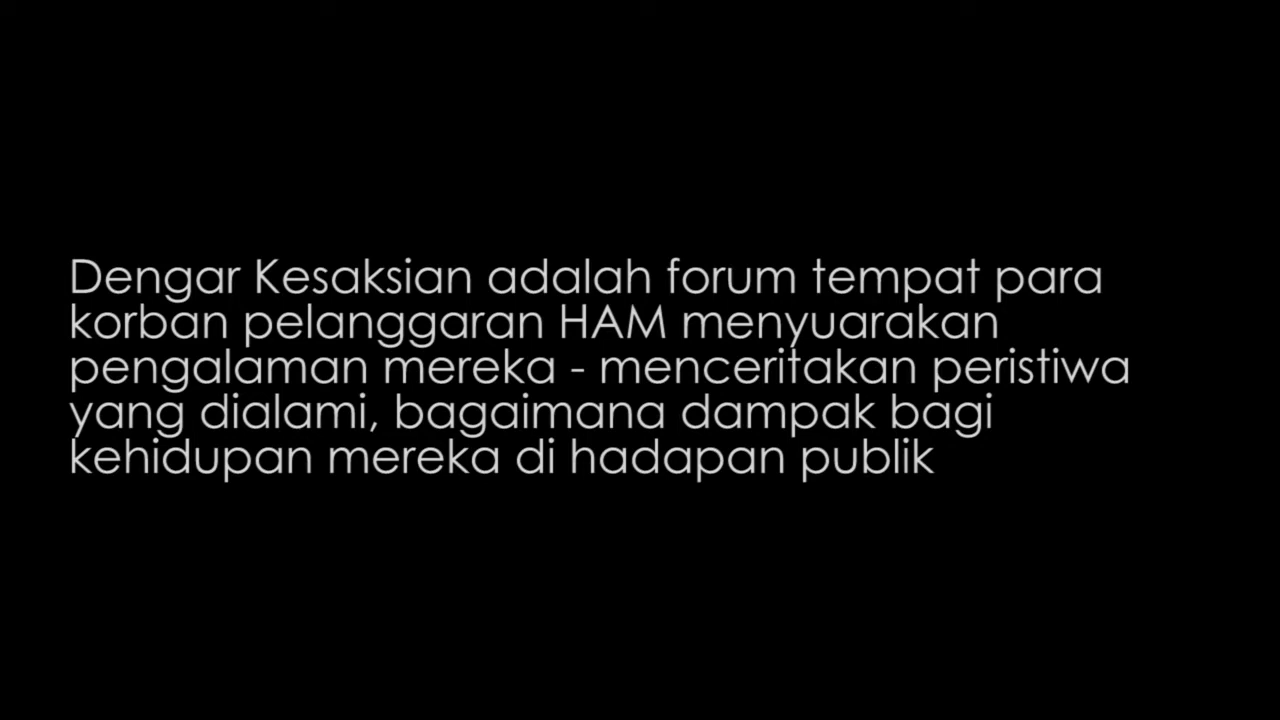 Dengar Kesaksian adalah forum tempat para
korban pelanggaran HAM menyuarakan
pengalaman mereka - menceritakan peristiwa
yang dialami, bagaimana dampak bagi
kehidupan mereka di hadapan publik